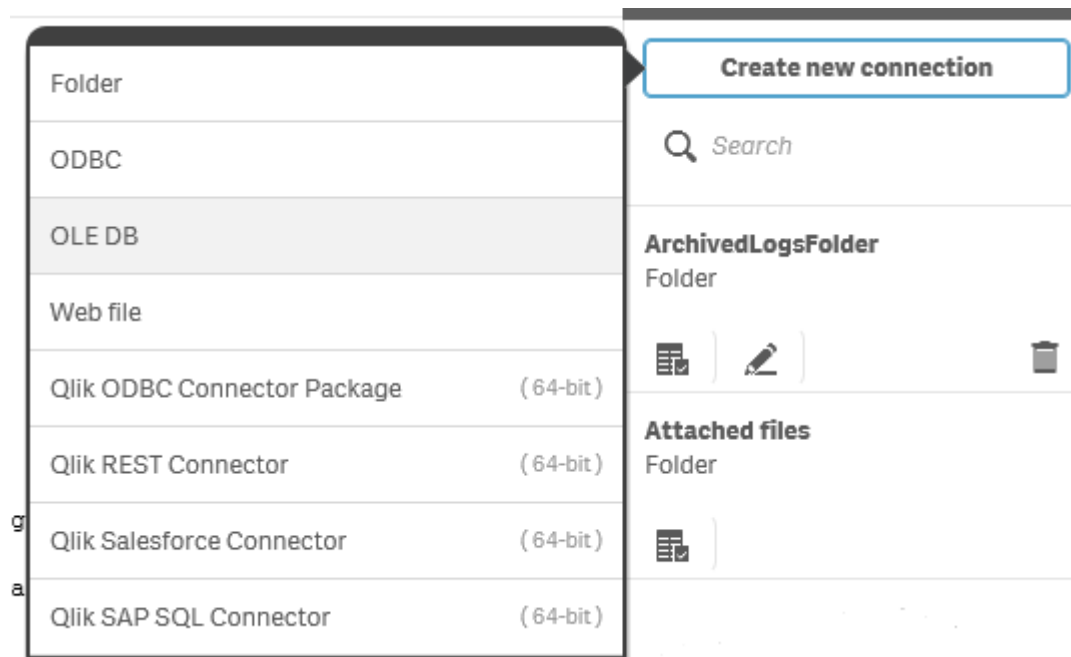 Folder
ODBC
OLE DB
Web file
Qlik ODBC Connector Package (64-bit)
Qlik REST Connector (64-bit)
Qlik Salesforce Connector (64-bit)
Qlik SAP SQL Connector (64-bit)
g
a
Create new connection
Search
ArchivedLogsFolder
Folder
Attached files
Folder